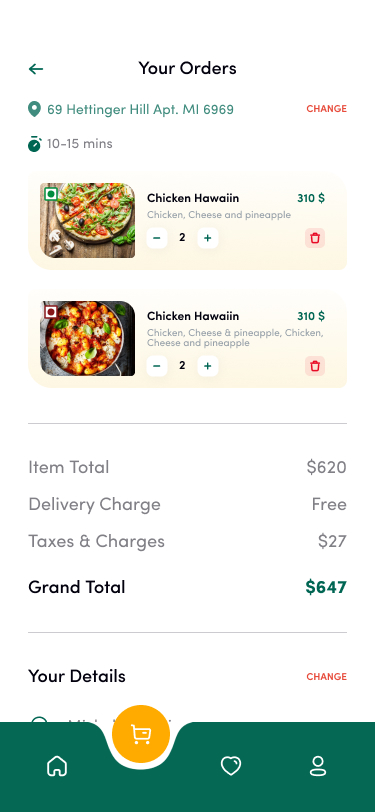 Your Orders
69 Hettinger Hill Apt. MI 6969
CHANGE
10-15 mins
Chicken Hawaiin
310 $
Chicken, Cheese and pineapple
− 2 +
Chicken Hawaiin
310 $
Chicken, Cheese & pineapple, Chicken,
Cheese and pineapple
− 2 +
Item Total
$620
Delivery Charge
Free
Taxes & Charges
$27
Grand Total
$647
Your Details
CHANGE